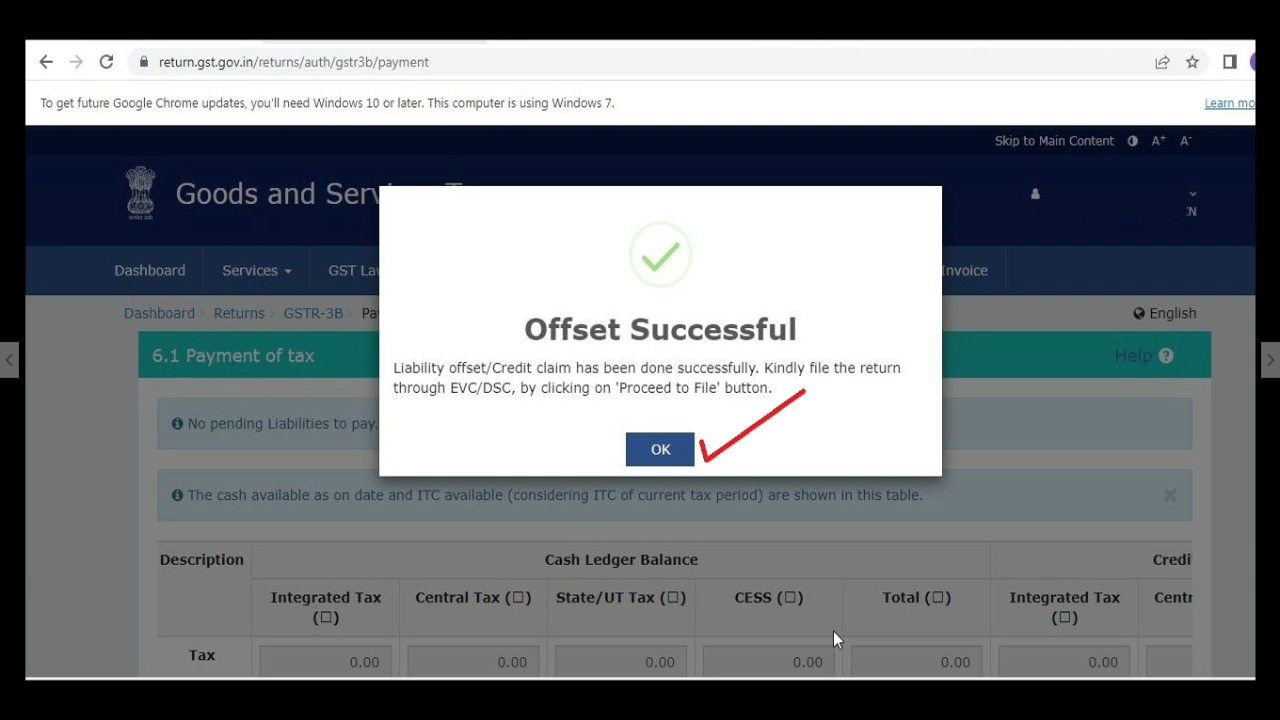 return.gst.gov.in/returns/auth/gstr3b/payment
To get future Google Chrome updates, you'll need Windows 10 or later. This computer is using Windows 7.
Learn mo
Skip to Main Content A+ A-
Goods and Serv
Dashboard Services GST La Invoice
Dashboard Returns GSTR-3B Pa English
6.1 Payment of tax Help ?
Offset Successful
Liability offset/Credit claim has been done successfully. Kindly file the return
through EVC/DSC, by clicking on 'Proceed to File' button.
No pending Liabilities to pay.
OK
The cash available as on date and ITC available (considering ITC of current tax period) are shown in this table.
Description Cash Ledger Balance Credi
Integrated Tax (☐) Central Tax (☐) State/UT Tax (☐) CESS (☐) Total (☐) Integrated Tax (☐) Centr
Tax 0.00 0.00 0.00 0.00 0.00 0.00